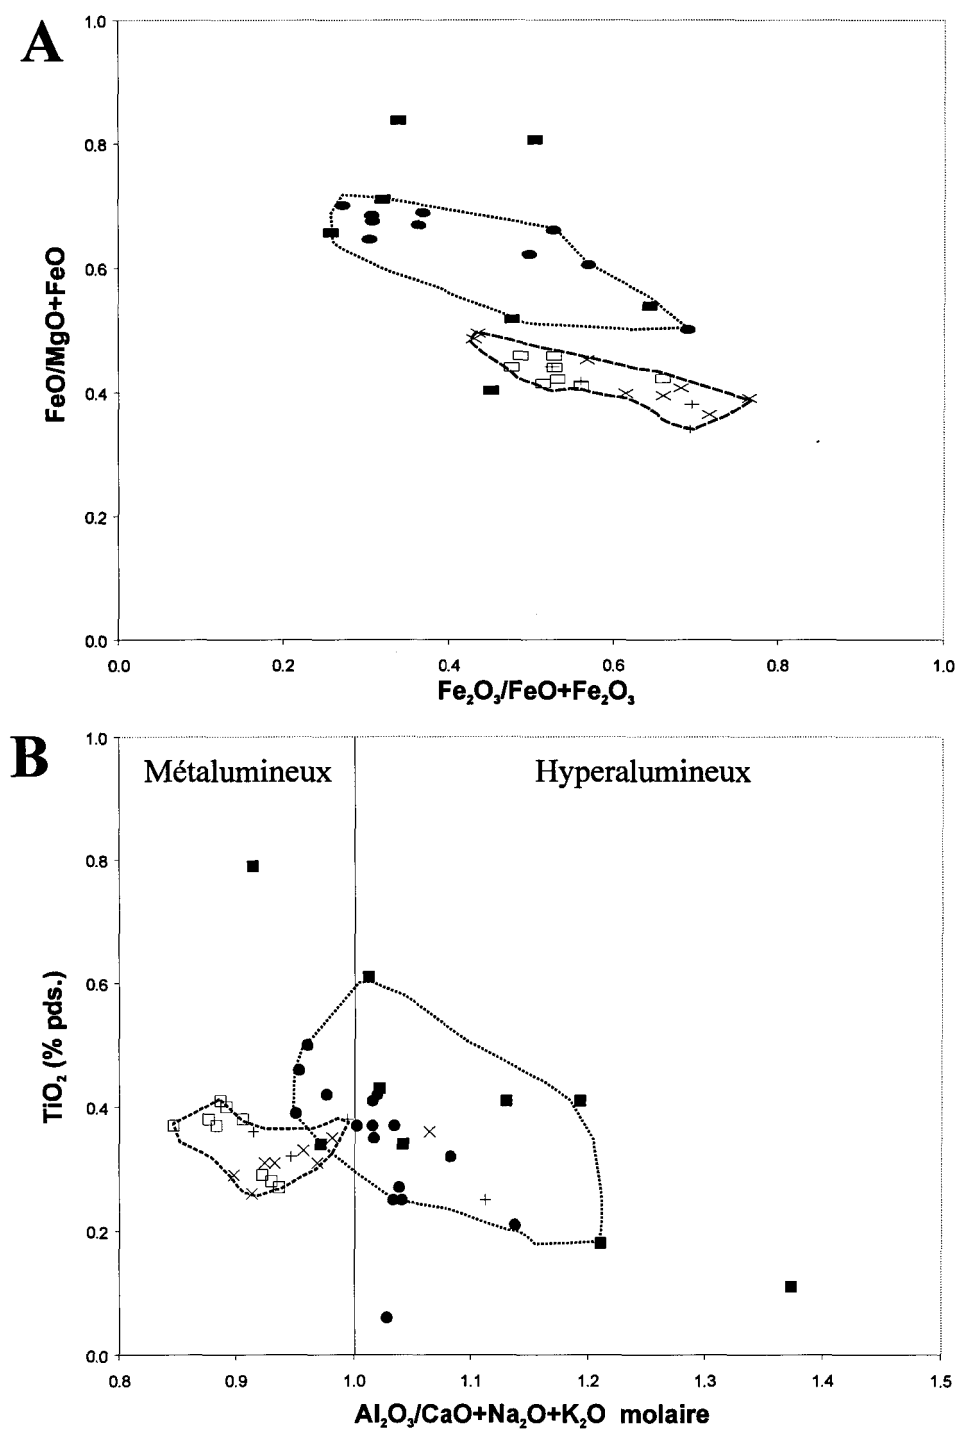 A
1.0
0.8
0.6
0.4
0.2
0.0
FeO/MgO+FeO
0.0 0.2 0.4 0.6 0.8 1.0
Fe₂O₃/FeO+Fe₂O₃
B
Métalumineux Hyperalumineux
1.0
0.8
0.6
0.4
0.2
0.0
TiO₂ (% pds.)
0.8 0.9 1.0 1.1 1.2 1.3 1.4 1.5
Al₂O₃/CaO+Na₂O+K₂O molaire